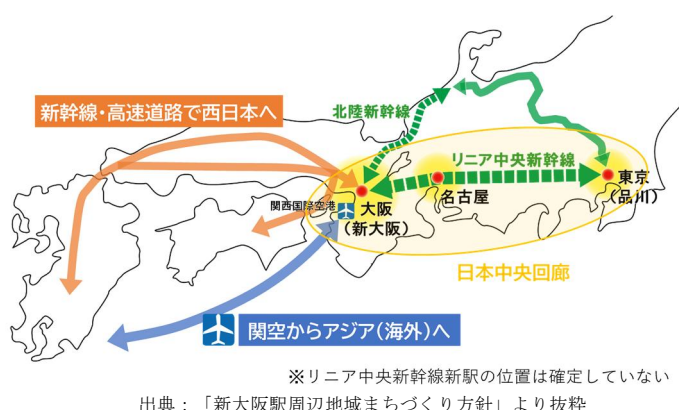 新幹線・高速道路で西日本へ
北陸新幹線
リニア中央新幹線
東京
(品川)
名古屋
関西国際空港
大阪
(新大阪)
日本中央回廊
関空からアジア(海外)へ
※リニア中央新幹線新駅の位置は確定していない
出典：「新大阪駅周辺地域まちづくり方針」より抜粋